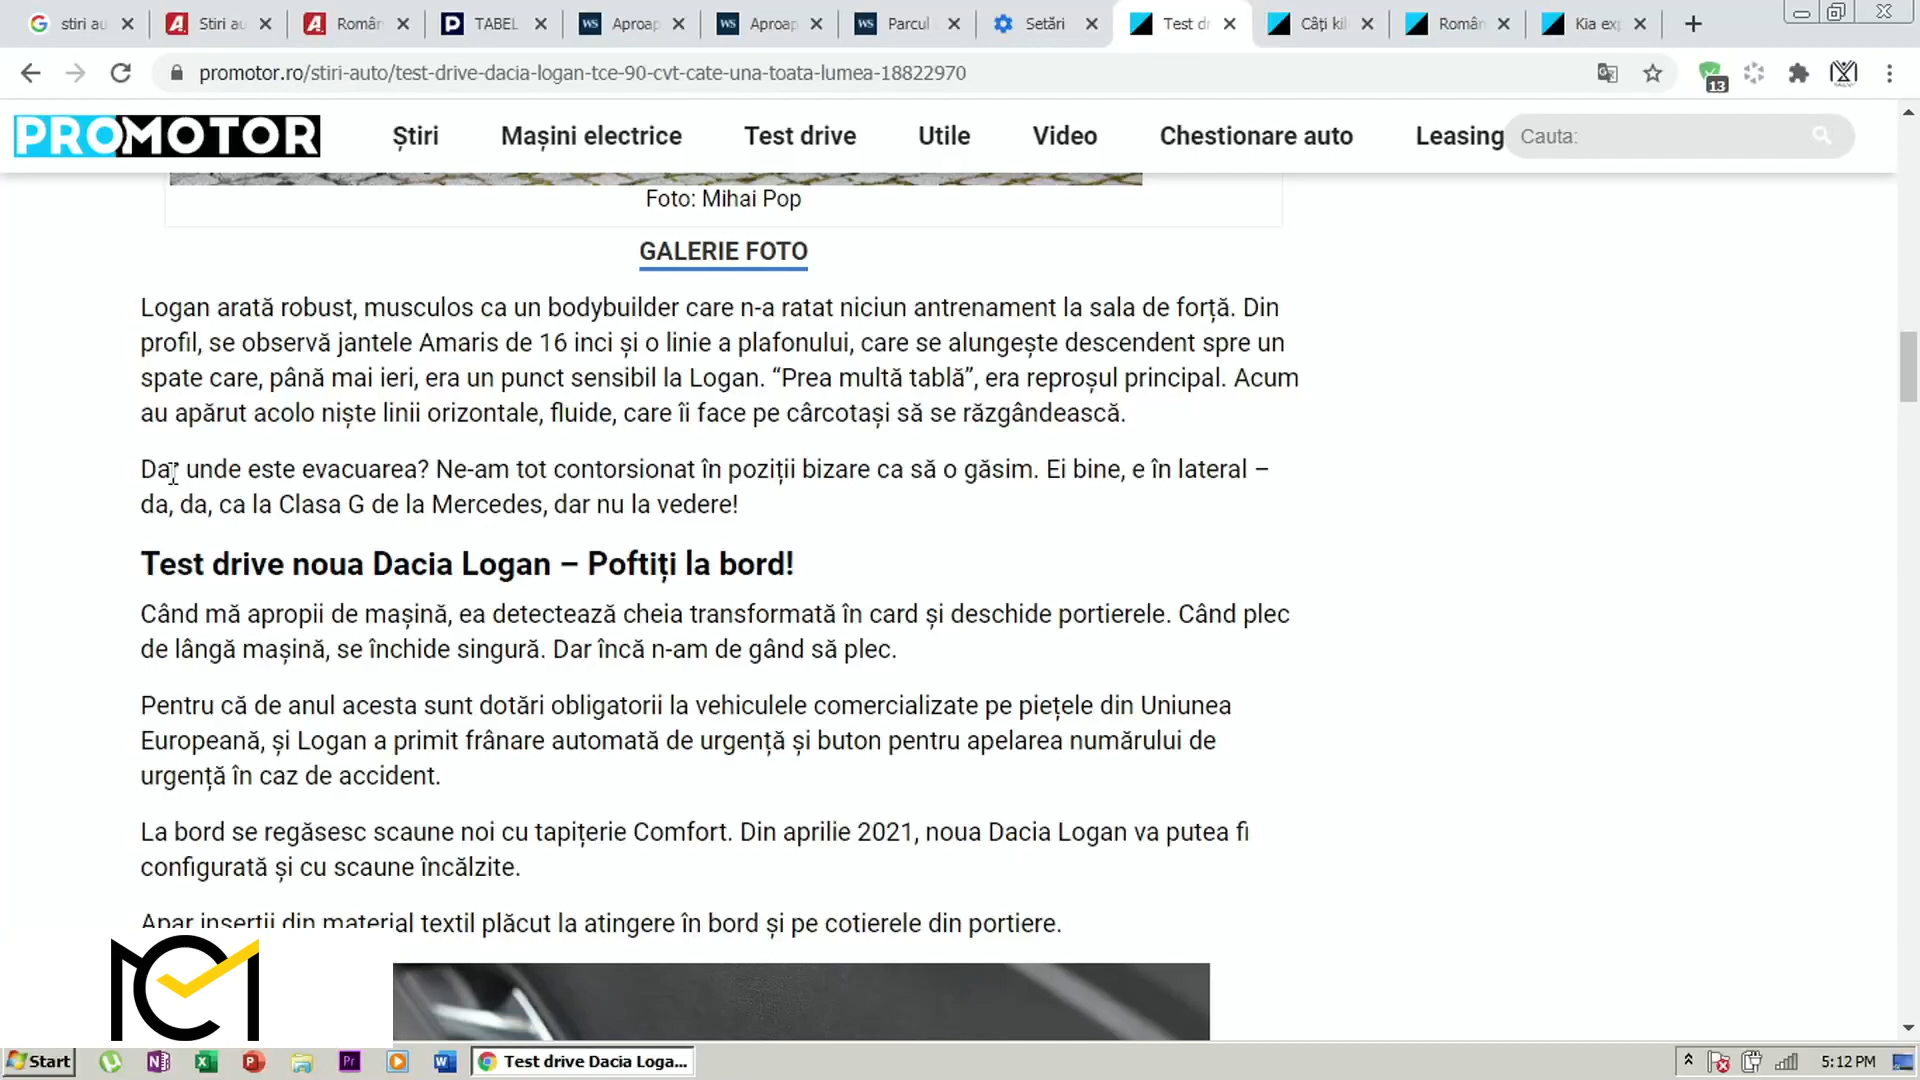 stiri au
Stiri au
Român
TABEL
WS Aproap
WS Aproap
WS Parcul
Setări
Test dr
Câți kil
Român
Kia exp
promotor.ro/stiri-auto/test-drive-dacia-logan-tce-90-cvt-cate-una-toata-lumea-18822970
13
PROMOTOR
Știri Mașini electrice Test drive Utile Video Chestionare auto Leasing Cauta:
Foto: Mihai Pop
GALERIE FOTO
Logan arată robust, musculos ca un bodybuilder care n-a ratat niciun antrenament la sala de forță. Din
profil, se observă jantele Amaris de 16 inci și o linie a plafonului, care se alungește descendent spre un
spate care, până mai ieri, era un punct sensibil la Logan. “Prea multă tablă”, era reproșul principal. Acum
au apărut acolo niște linii orizontale, fluide, care îi face pe cârcotași să se răzgândească.
Dar unde este evacuarea? Ne-am tot contorsionat în poziții bizare ca să o găsim. Ei bine, e în lateral –
da, da, ca la Clasa G de la Mercedes, dar nu la vedere!
Test drive noua Dacia Logan – Poftiți la bord!
Când mă apropii de mașină, ea detectează cheia transformată în card și deschide portierele. Când plec
de lângă mașină, se închide singură. Dar încă n-am de gând să plec.
Pentru că de anul acesta sunt dotări obligatorii la vehiculele comercializate pe piețele din Uniunea
Europeană, și Logan a primit frânare automată de urgență și buton pentru apelarea numărului de
urgență în caz de accident.
La bord se regăsesc scaune noi cu tapițerie Comfort. Din aprilie 2021, noua Dacia Logan va putea fi
configurată și cu scaune încălzite.
Apar inserții din material textil plăcut la atingere în bord și pe cotierele din portiere.
Start
Test drive Dacia Loga...
5:12 PM